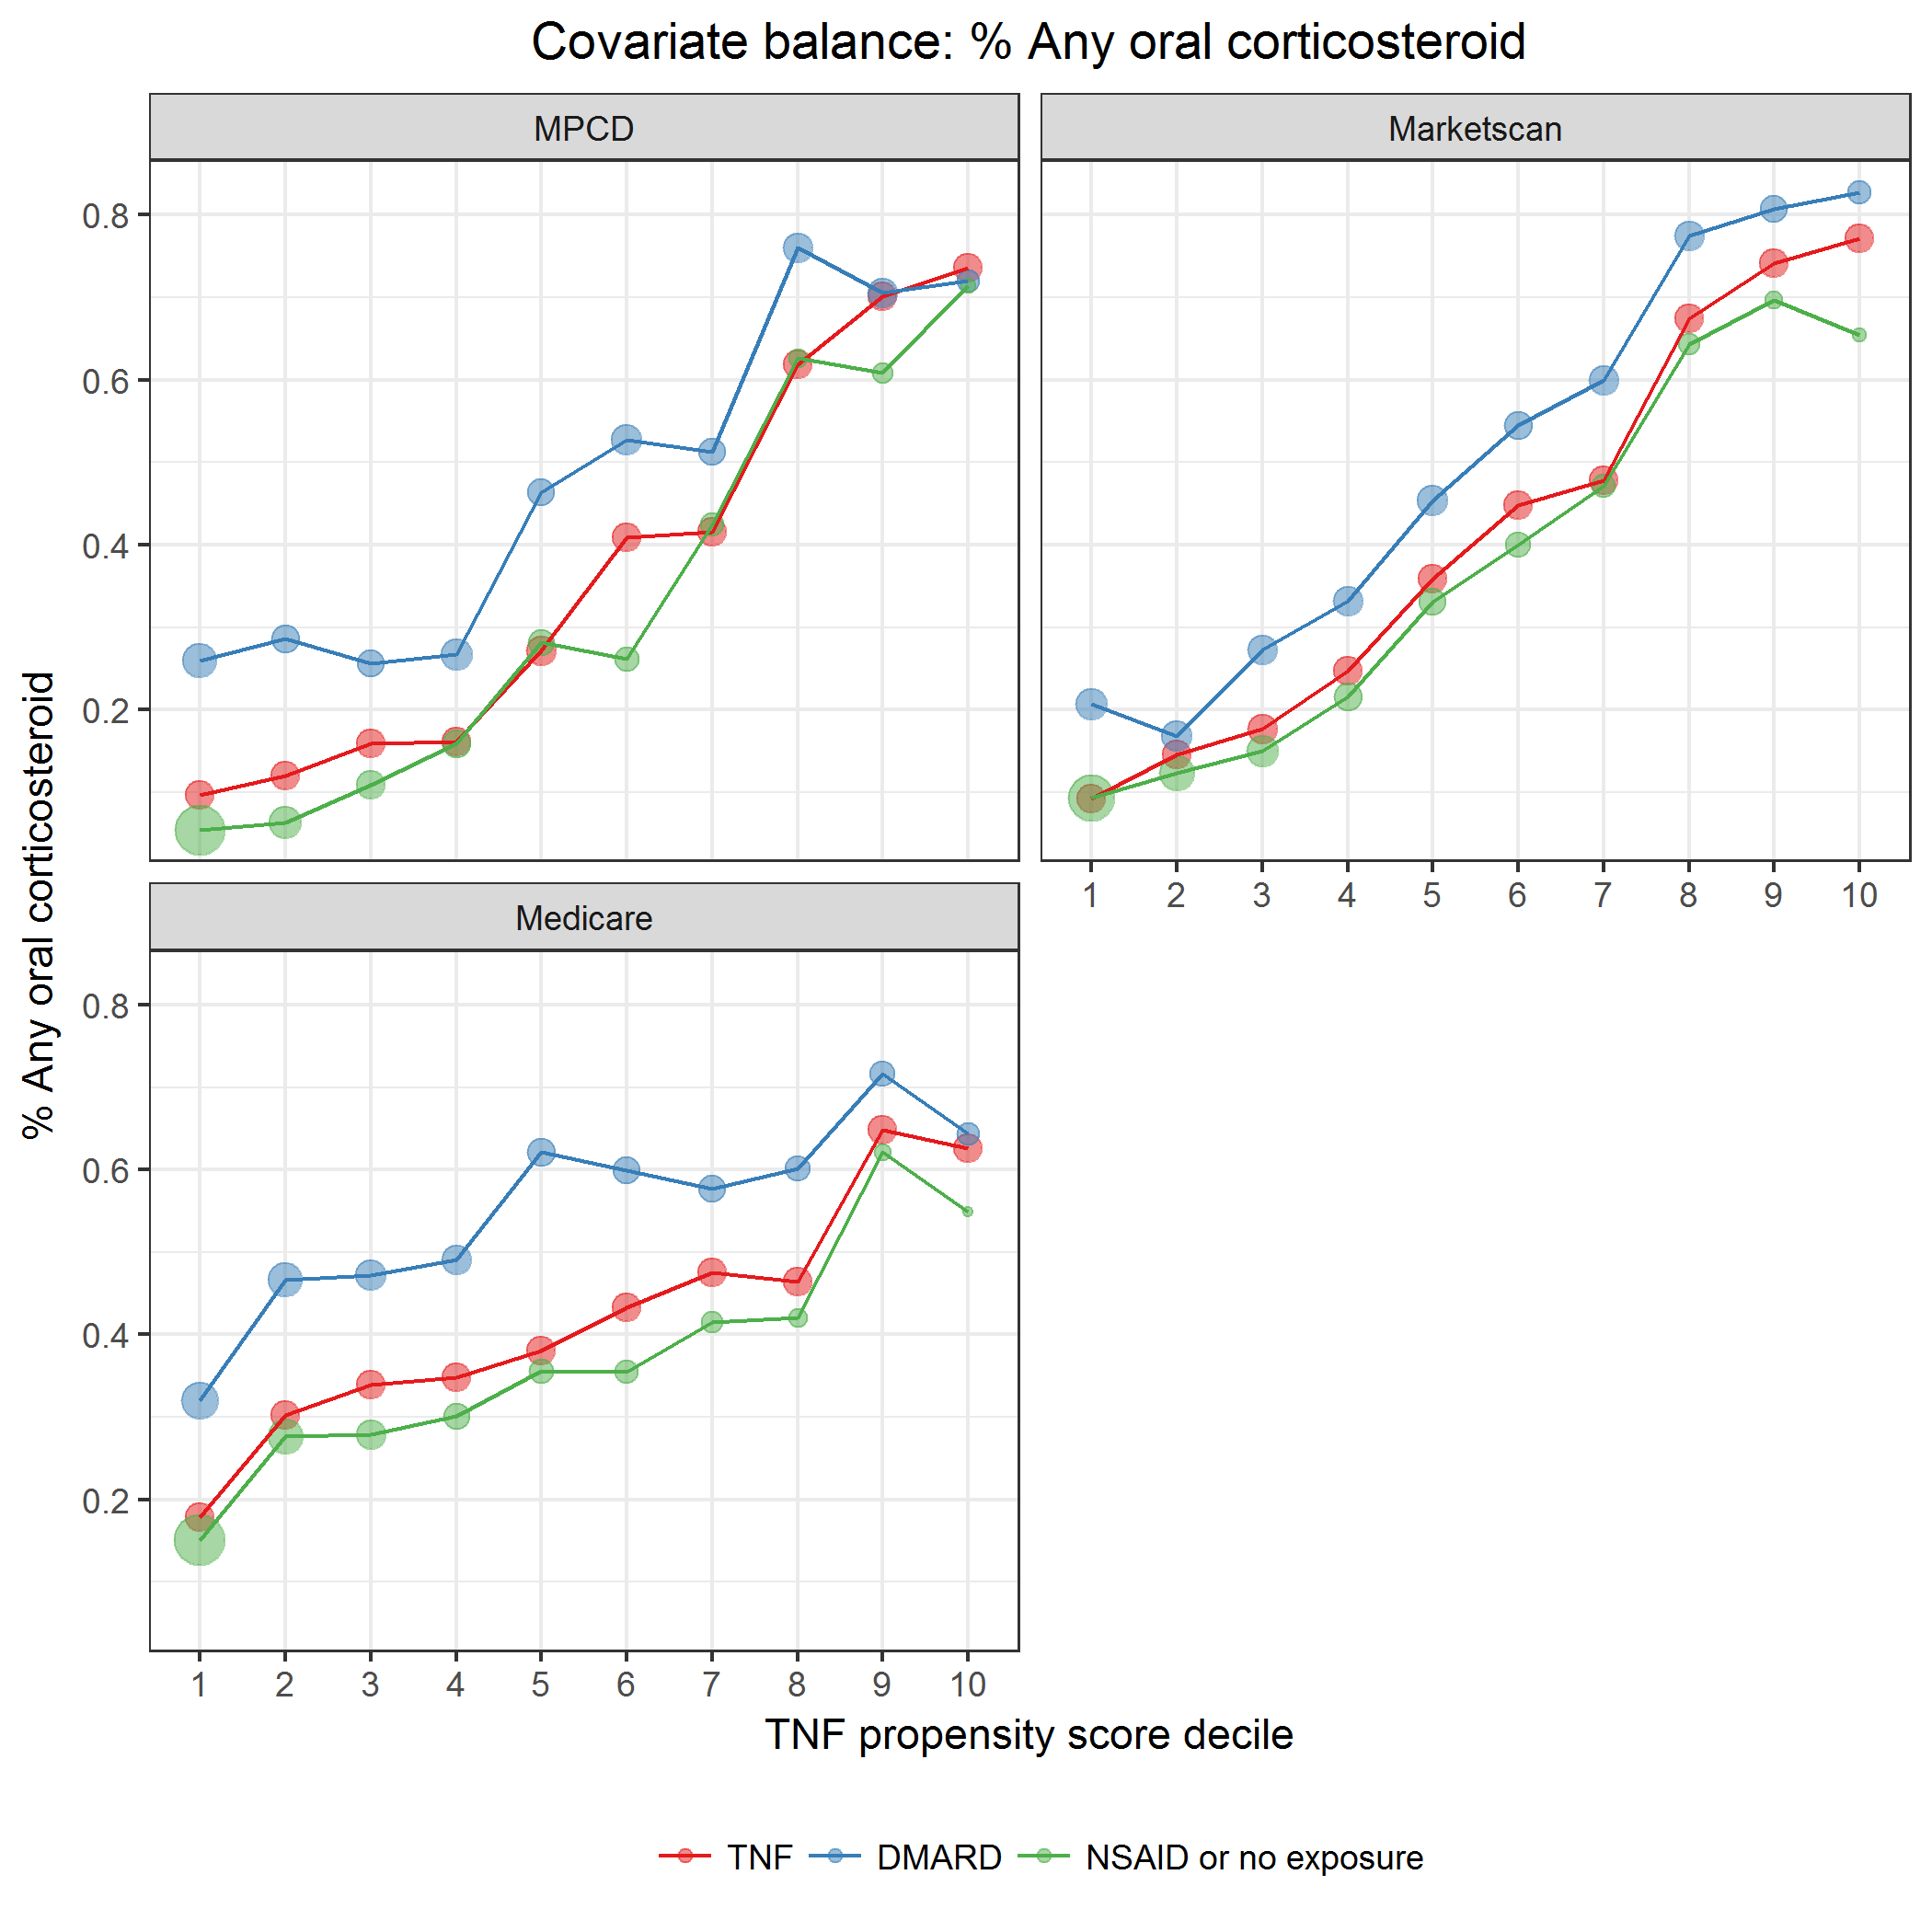 Covariate balance: % Any oral corticosteroid
MPCD
Marketscan
0.8
0.6
0.4
0.2
1 2 3 4 5 6 7 8 9 10
Medicare
0.8
0.6
0.4
0.2
1 2 3 4 5 6 7 8 9 10
% Any oral corticosteroid
TNF propensity score decile
TNF DMARD NSAID or no exposure